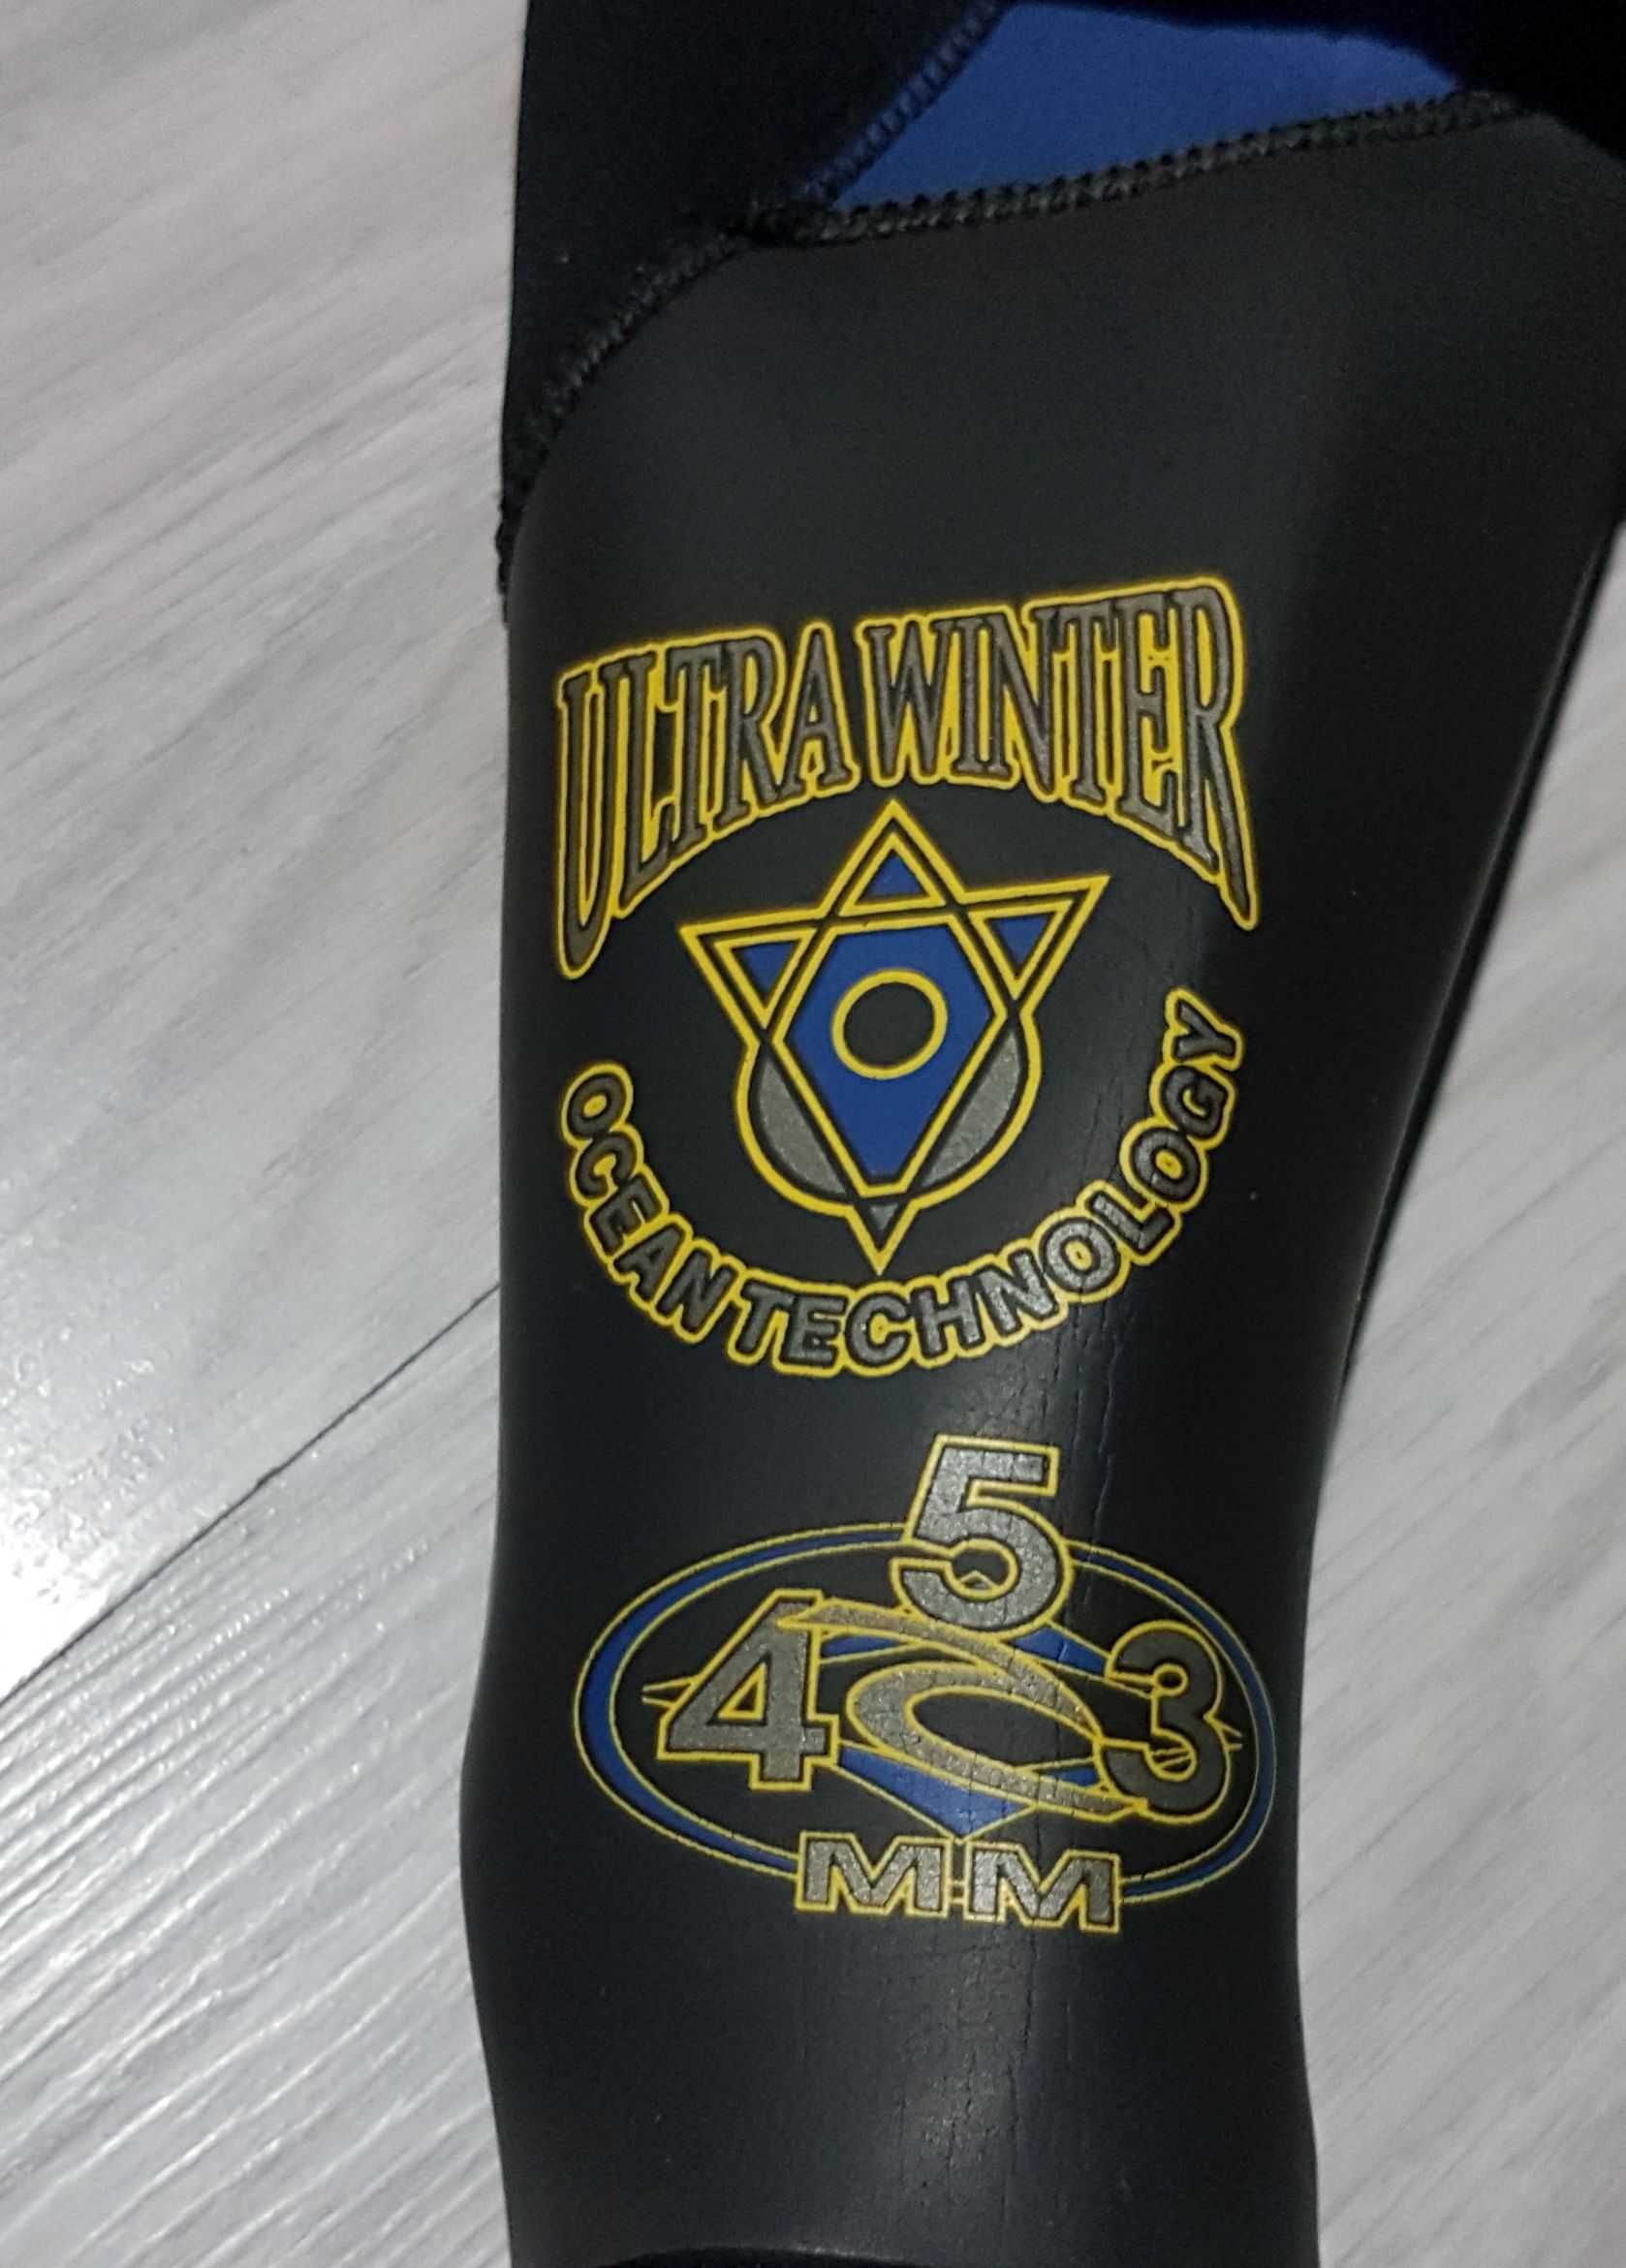 ULTRA WINTER
OCEAN TECHNOLOGY
5
4 3
MM